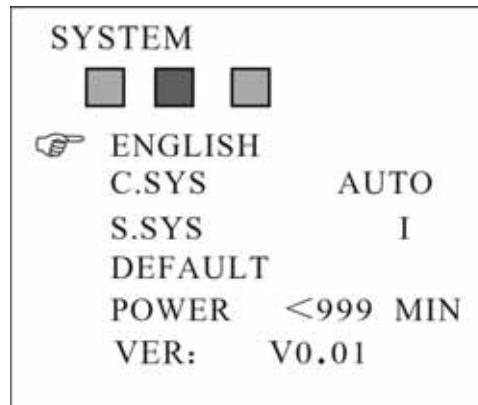 SYSTEM
ENGLISH
C.SYS AUTO
S.SYS I
DEFAULT
POWER <999 MIN
VER: V0.01